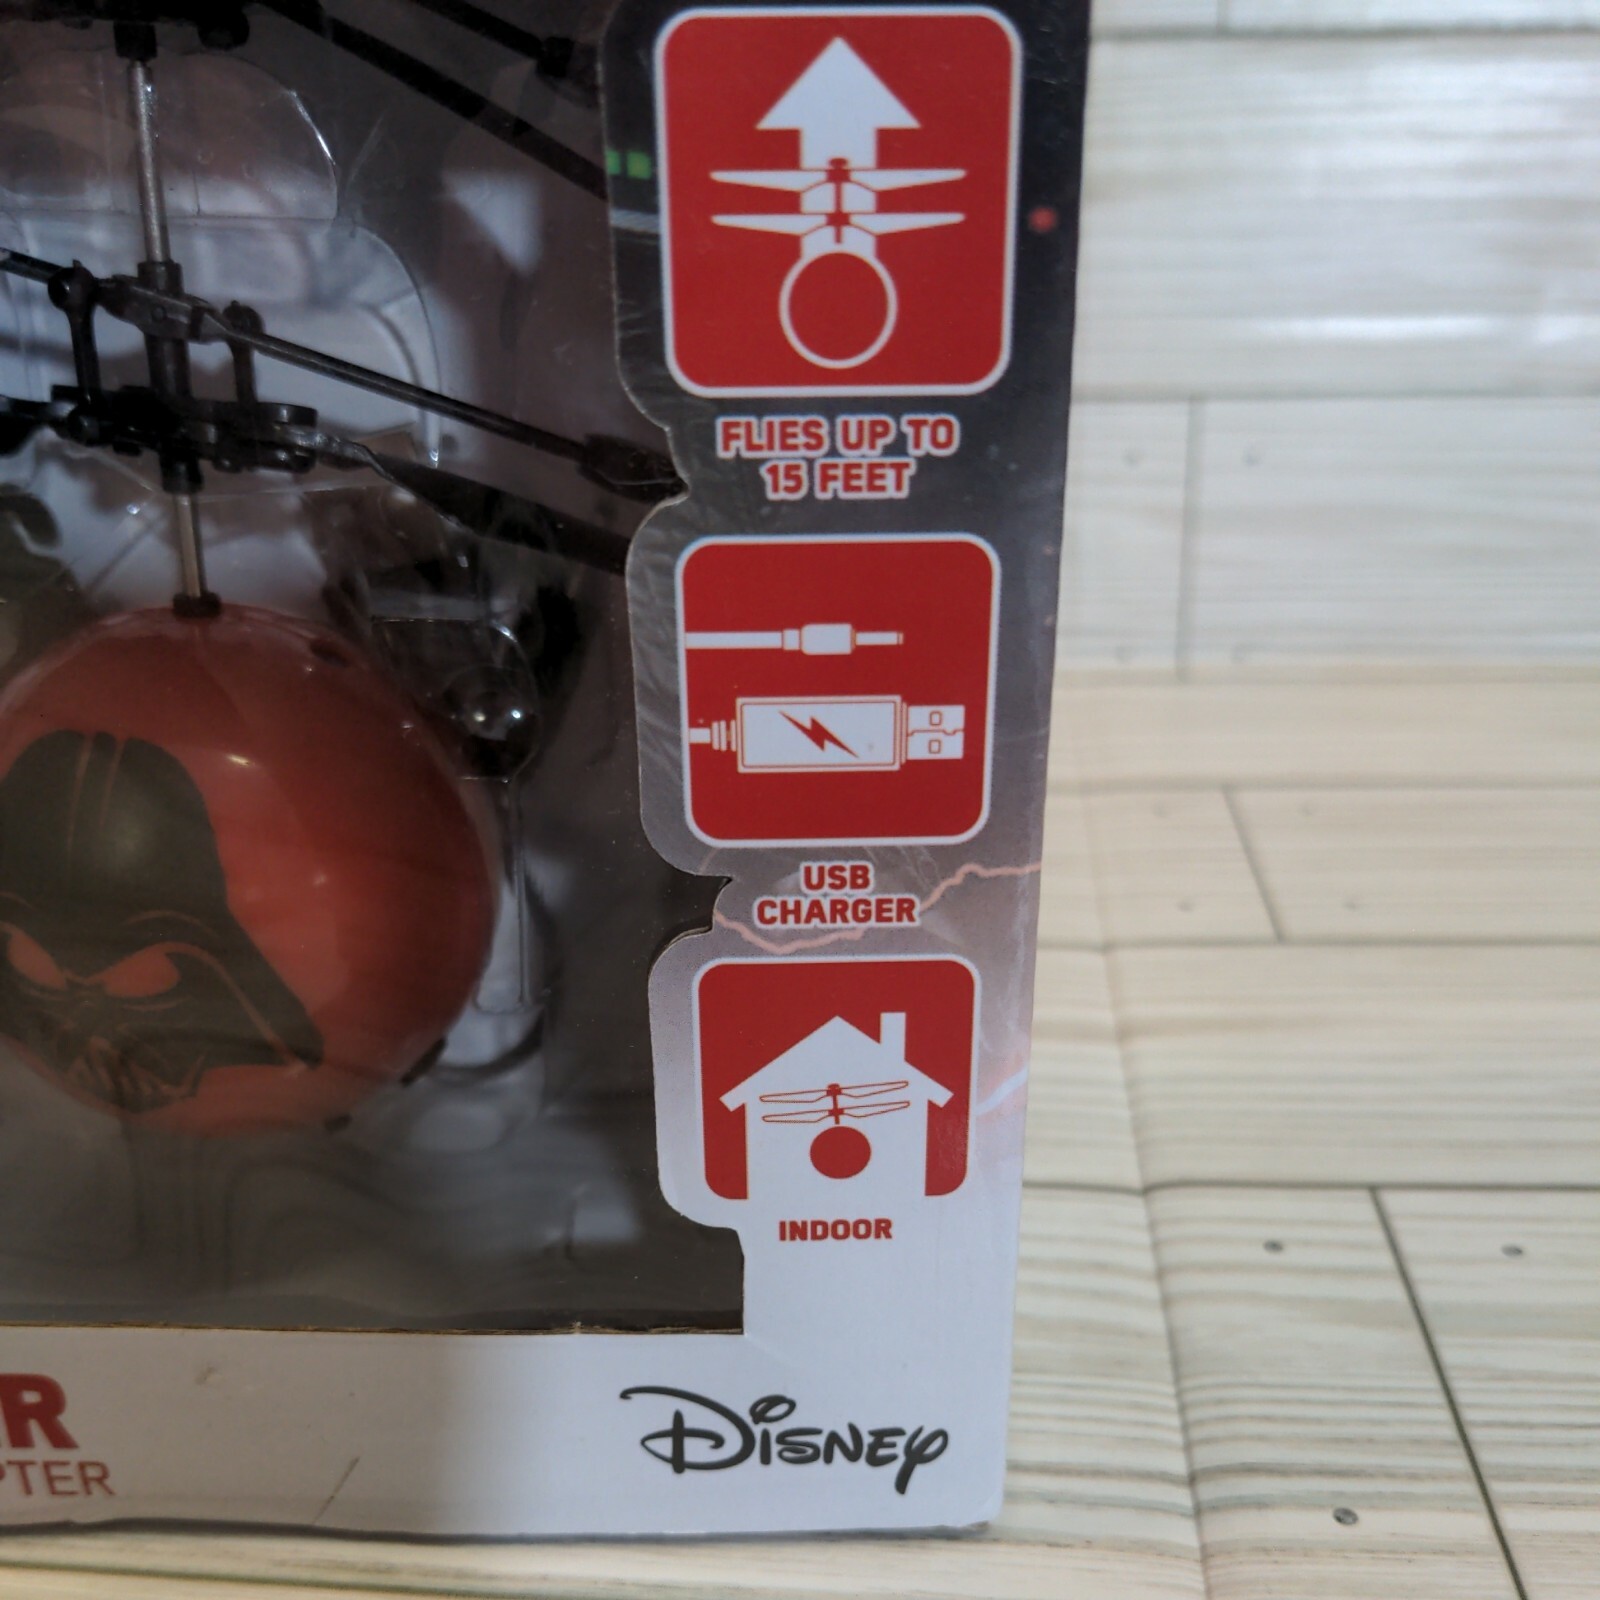 FLIES UP TO
15 FEET
USB
CHARGER
INDOOR
Disney